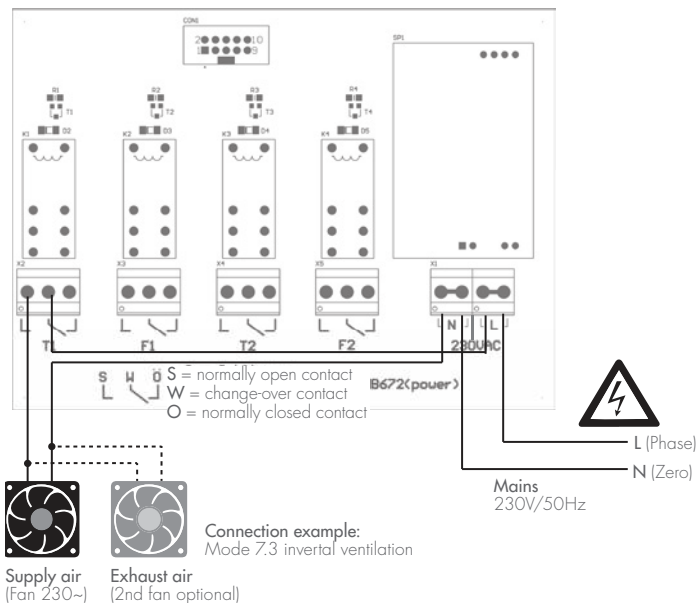 CON1
2 10
1 9
SP1
R1 R2 R3 R4
T1 T2 T3 T4
D2 D3 D4 D5
K1 K2 K3 K4
X2 X3 X4 X5 X1
N L
T1 F1 T2 F2 230VAC
S W Ö
S = normally open contact
W = change-over contact
O = normally closed contact
B672(power)
L (Phase)
N (Zero)
Mains
230V/50Hz
Connection example:
Mode 7.3 invertal ventilation
Supply air
(Fan 230~)
Exhaust air
(2nd fan optional)